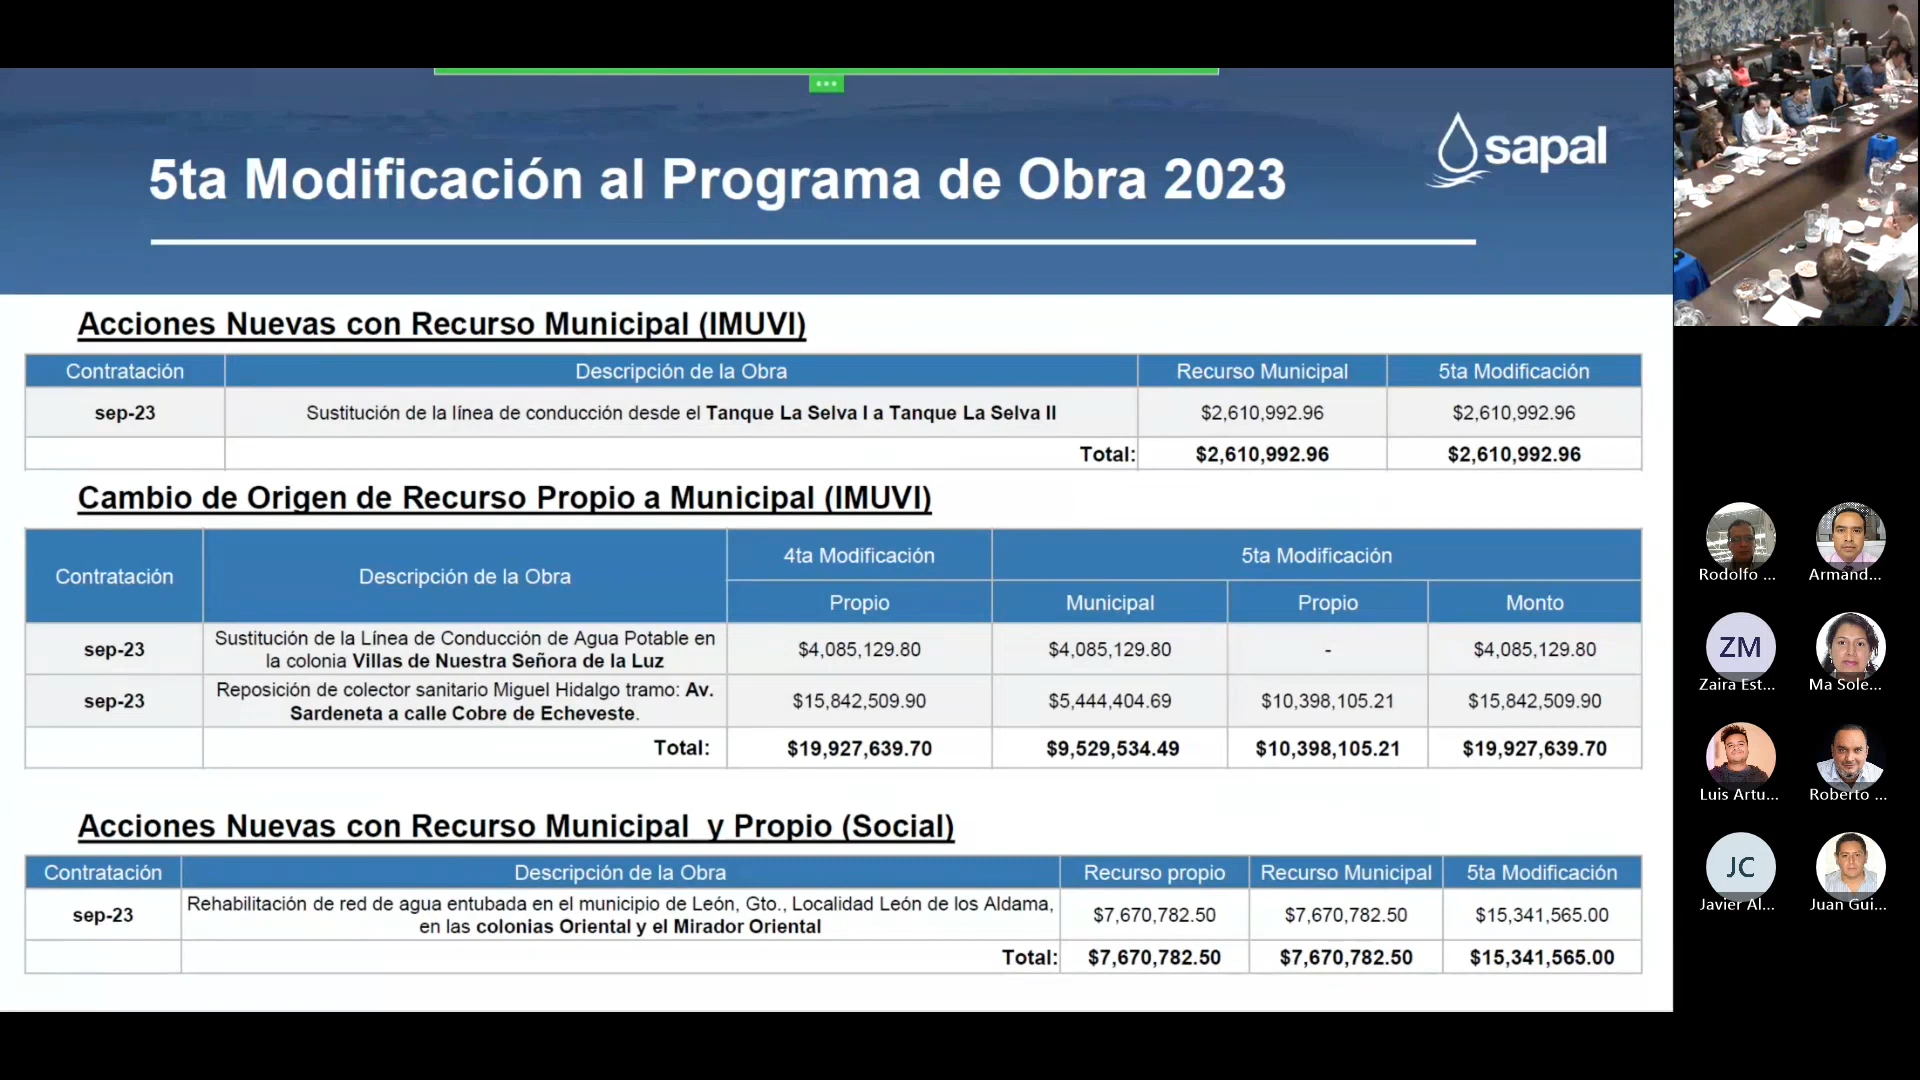 sapal
5ta Modificación al Programa de Obra 2023
Acciones Nuevas con Recurso Municipal (IMUVI)
Contratación Descripción de la Obra Recurso Municipal 5ta Modificación
sep-23 Sustitución de la línea de conducción desde el Tanque La Selva I a Tanque La Selva II $2,610,992.96 $2,610,992.96
Total: $2,610,992.96 $2,610,992.96
Cambio de Origen de Recurso Propio a Municipal (IMUVI)
Contratación Descripción de la Obra 4ta Modificación 5ta Modificación
Propio Municipal Propio Monto
sep-23 Sustitución de la Línea de Conducción de Agua Potable en
la colonia Villas de Nuestra Señora de la Luz $4,085,129.80 $4,085,129.80 - $4,085,129.80
sep-23 Reposición de colector sanitario Miguel Hidalgo tramo: Av.
Sardeneta a calle Cobre de Echeveste. $15,842,509.90 $5,444,404.69 $10,398,105.21 $15,842,509.90
Total: $19,927,639.70 $9,529,534.49 $10,398,105.21 $19,927,639.70
Acciones Nuevas con Recurso Municipal y Propio (Social)
Contratación Descripción de la Obra Recurso propio Recurso Municipal 5ta Modificación
sep-23 Rehabilitación de red de agua entubada en el municipio de León, Gto., Localidad León de los Aldama,
en las colonias Oriental y el Mirador Oriental $7,670,782.50 $7,670,782.50 $15,341,565.00
Total: $7,670,782.50 $7,670,782.50 $15,341,565.00
Rodolfo ... Armand...
ZM
Zaira Est... Ma Sole...
Luis Artu... Roberto ...
JC
Javier Al... Juan Gui...